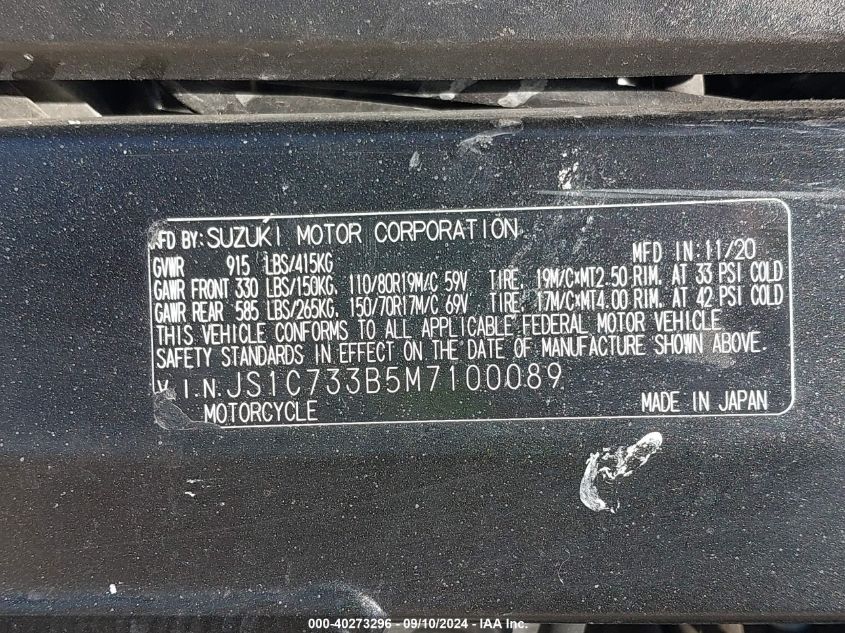 MFD BY: SUZUKI MOTOR CORPORATION
MFD IN: 11/20
GVWR 915 LBS/415KG
GAWR FRONT 330 LBS/150KG, 110/80R19M/C 59V TIRE, 19M/C×MT2.50 RIM, AT 33 PSI COLD
GAWR REAR 585 LBS/265KG, 150/70R17M/C 69V TIRE, 17M/C×MT4.00 RIM, AT 42 PSI COLD
THIS VEHICLE CONFORMS TO ALL APPLICABLE FEDERAL MOTOR VEHICLE
SAFETY STANDARDS IN EFFECT ON THE DATE OF MANUFACTURE SHOWN ABOVE.
V.I.N.JS1C733B5M7100089
MOTORCYCLE MADE IN JAPAN
000-40273296 - 09/10/2024 - IAA Inc.